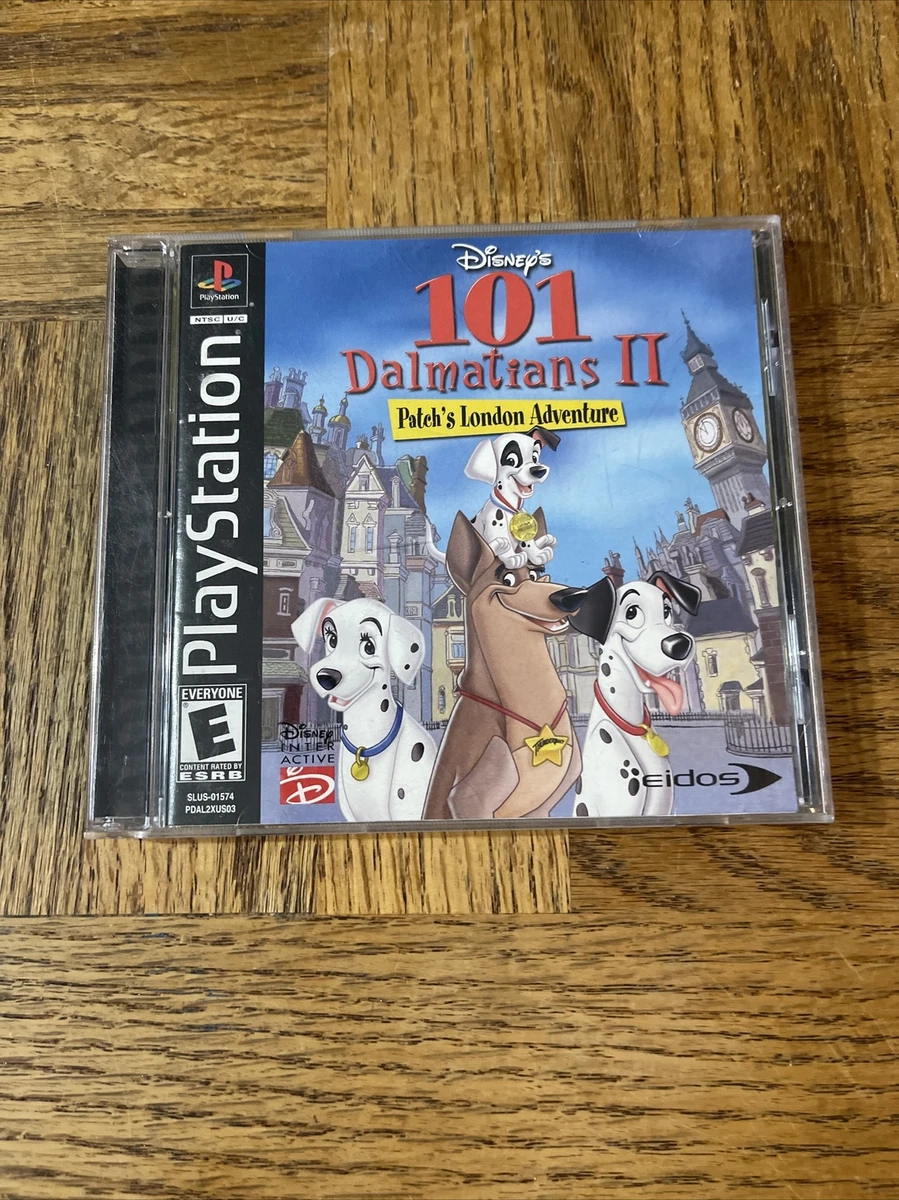 PlayStation
NTSC U/C
PlayStation
EVERYONE
E
CONTENT RATED BY
ESRB
SLUS-01574
PDAL2XUS03
Disney's
101
Dalmatians II
Patch's London Adventure
THUNDERBOLT
Disney
INTER
ACTIVE
D
eidos